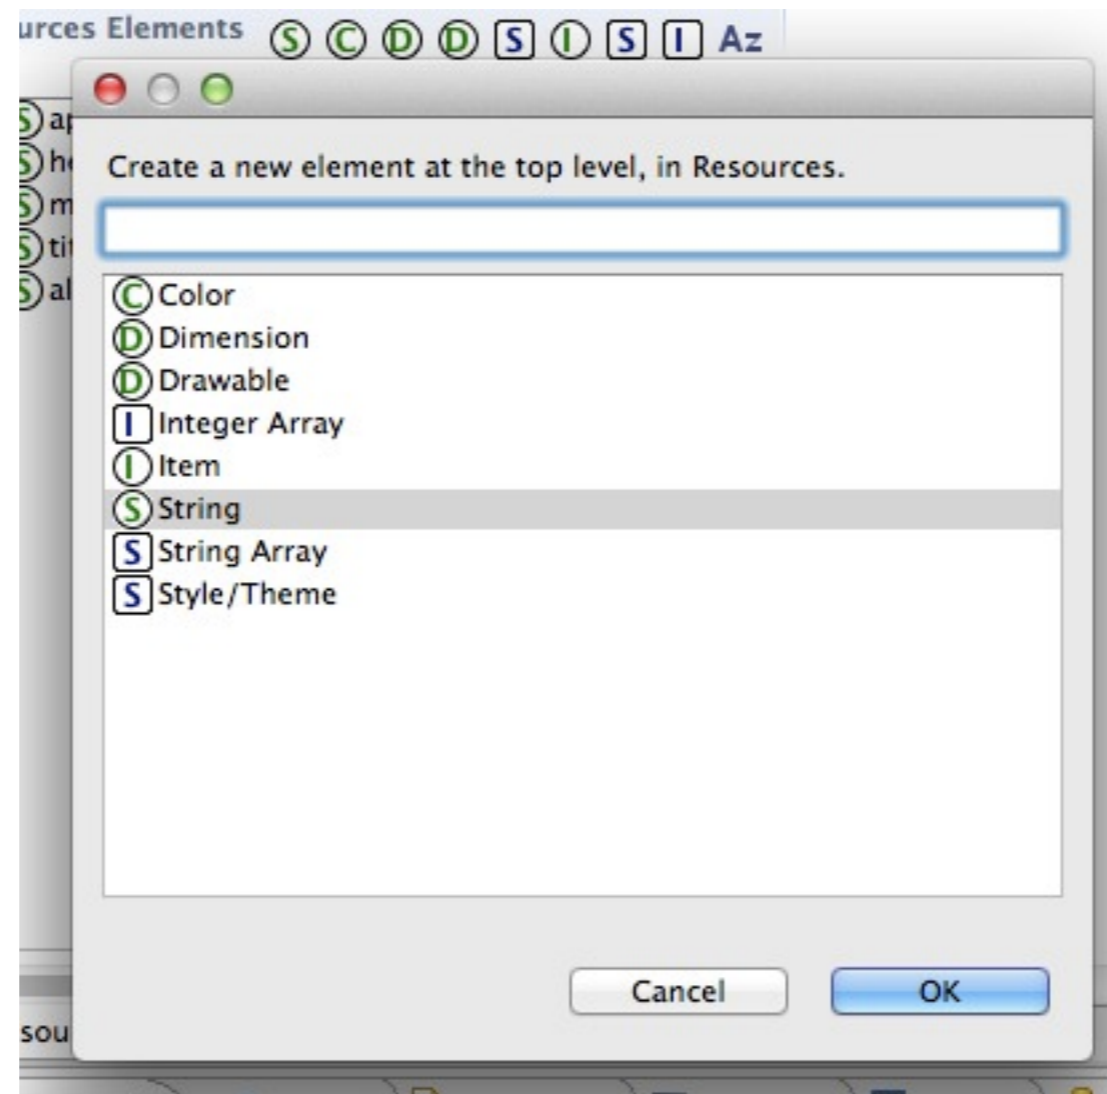 urces Elements S C D D S I S I Az
Create a new element at the top level, in Resources.
C Color
D Dimension
D Drawable
I Integer Array
I Item
S String
S String Array
S Style/Theme
Cancel OK